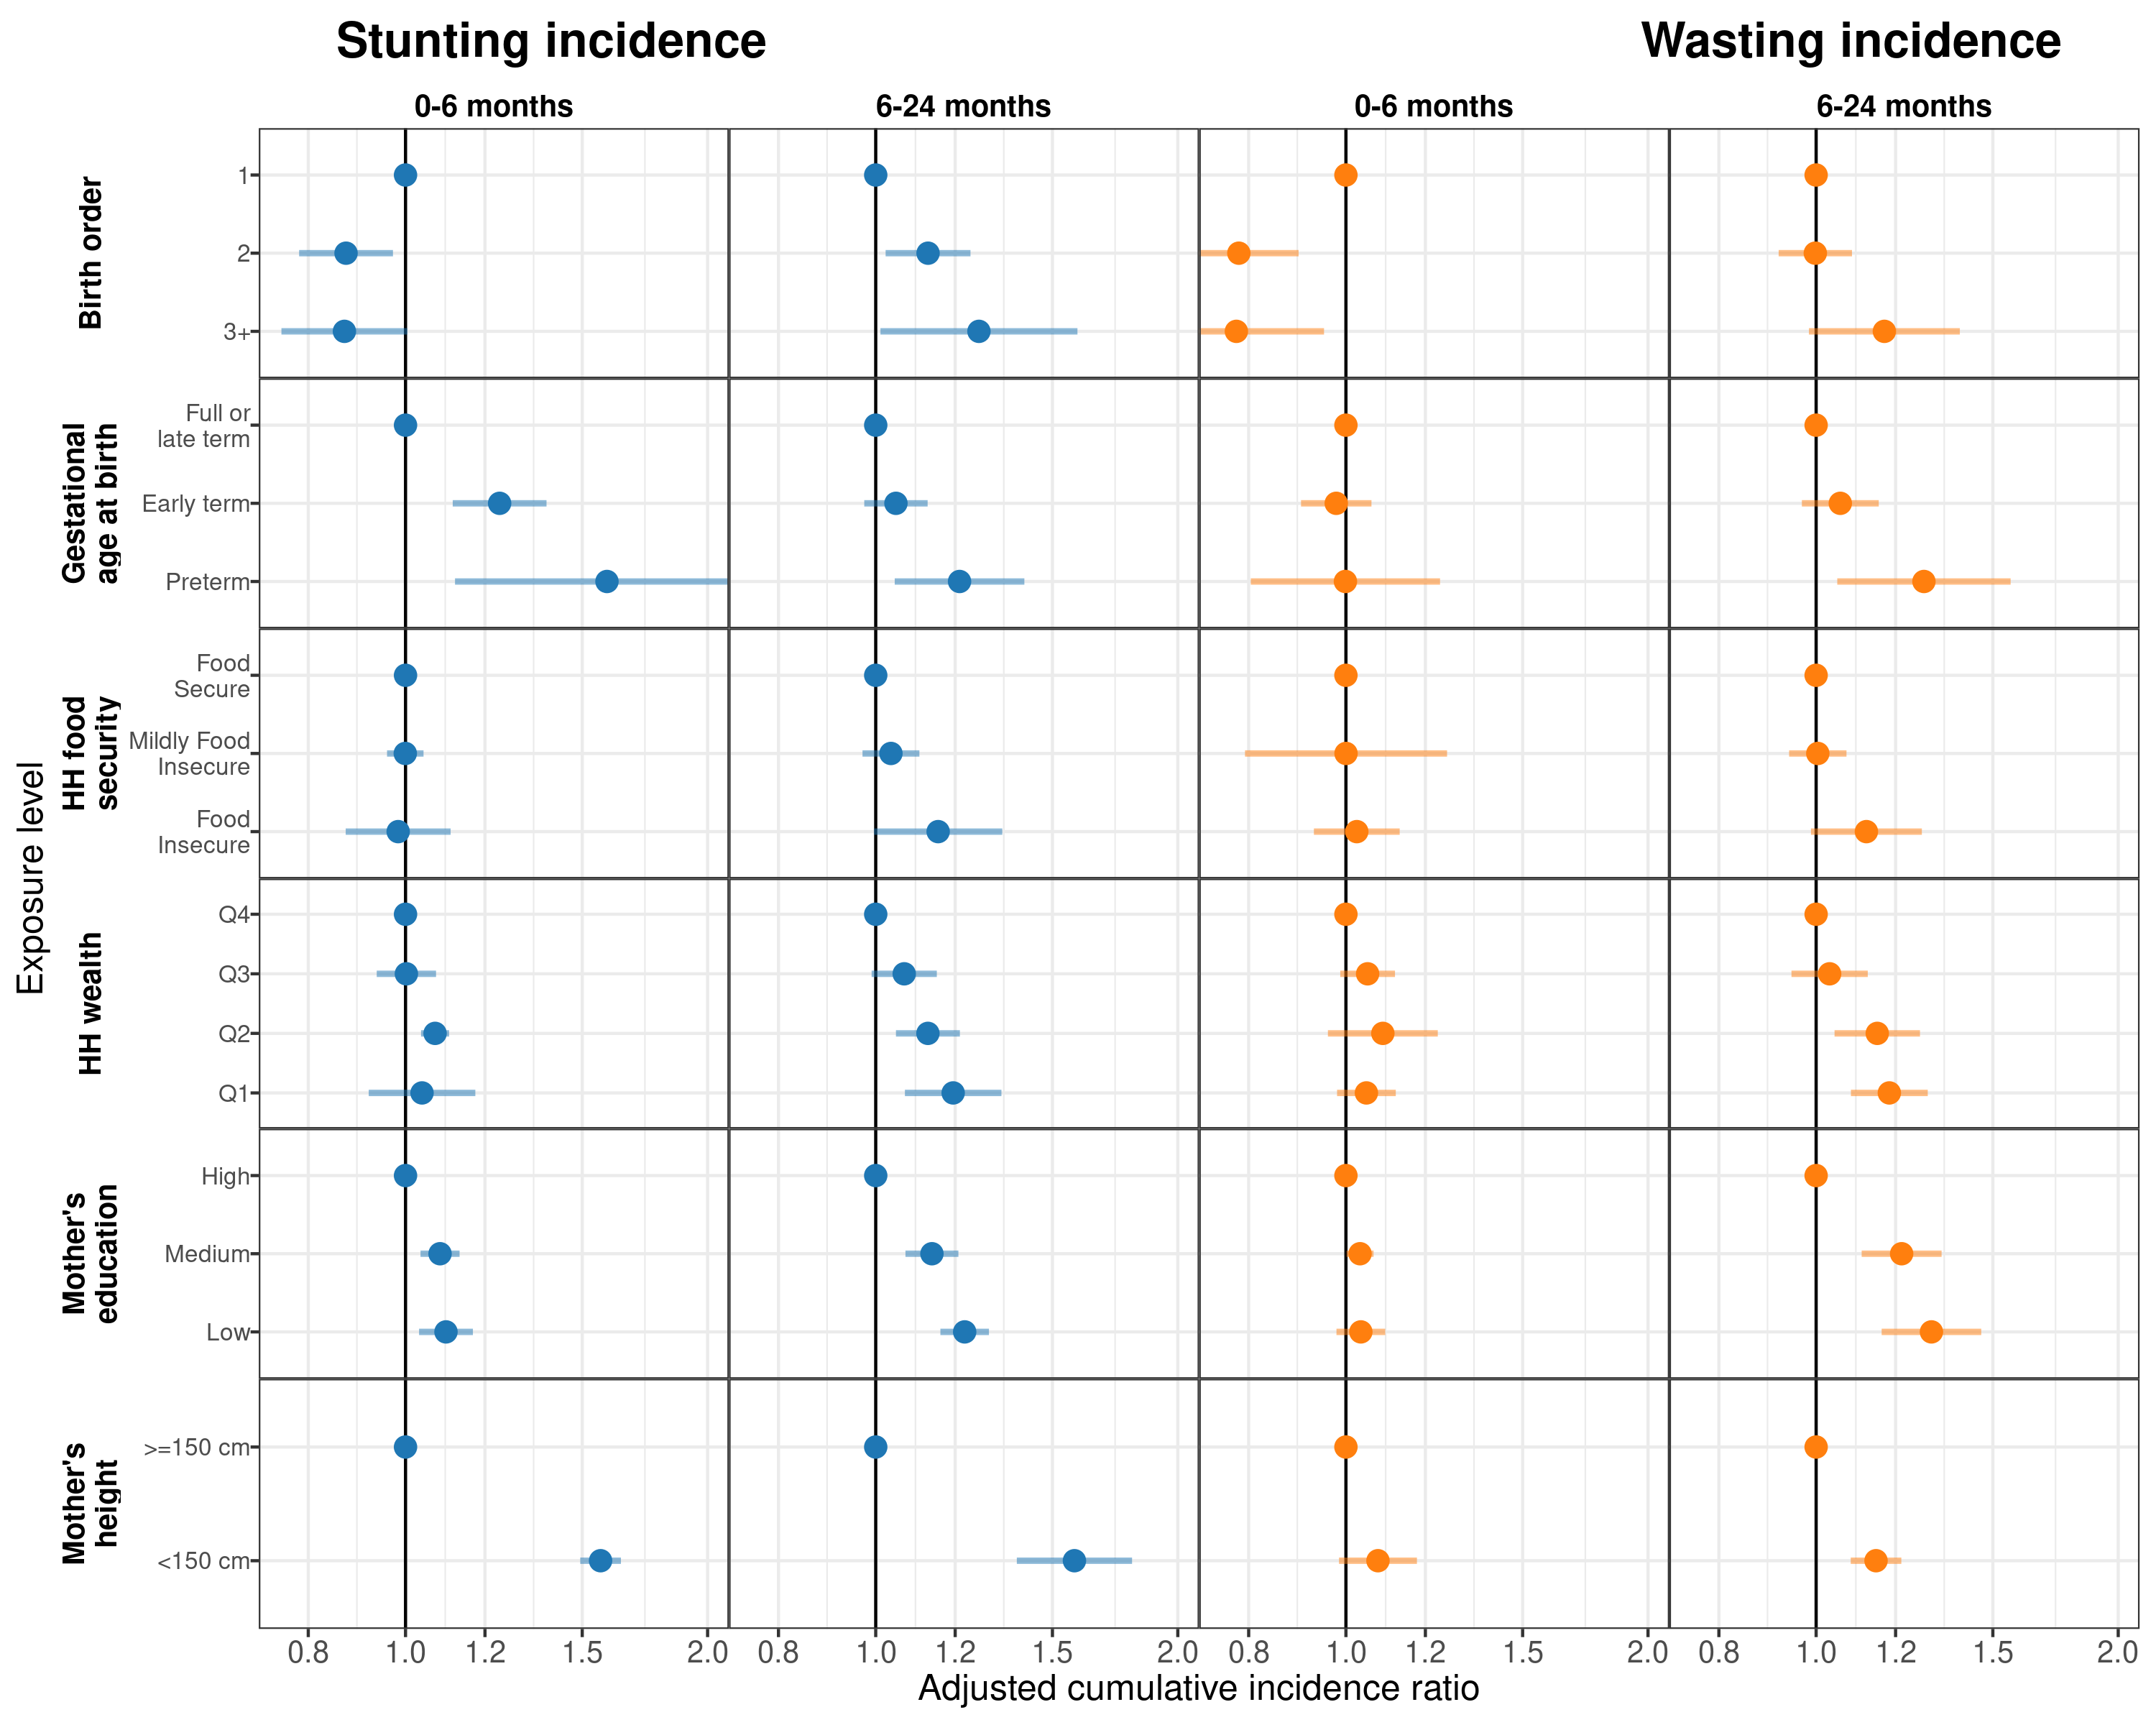 Stunting incidence
Wasting incidence
0-6 months
6-24 months
0-6 months
6-24 months
Exposure level
Birth order
1
2
3+
Gestational
age at birth
Full or
late term
Early term
Preterm
HH food
security
Food
Secure
Mildly Food
Insecure
Food
Insecure
HH wealth
Q4
Q3
Q2
Q1
Mother's
education
High
Medium
Low
Mother's
height
>=150 cm
<150 cm
0.8 1.0 1.2 1.5 2.0
0.8 1.0 1.2 1.5 2.0
0.8 1.0 1.2 1.5 2.0
0.8 1.0 1.2 1.5 2.0
Adjusted cumulative incidence ratio